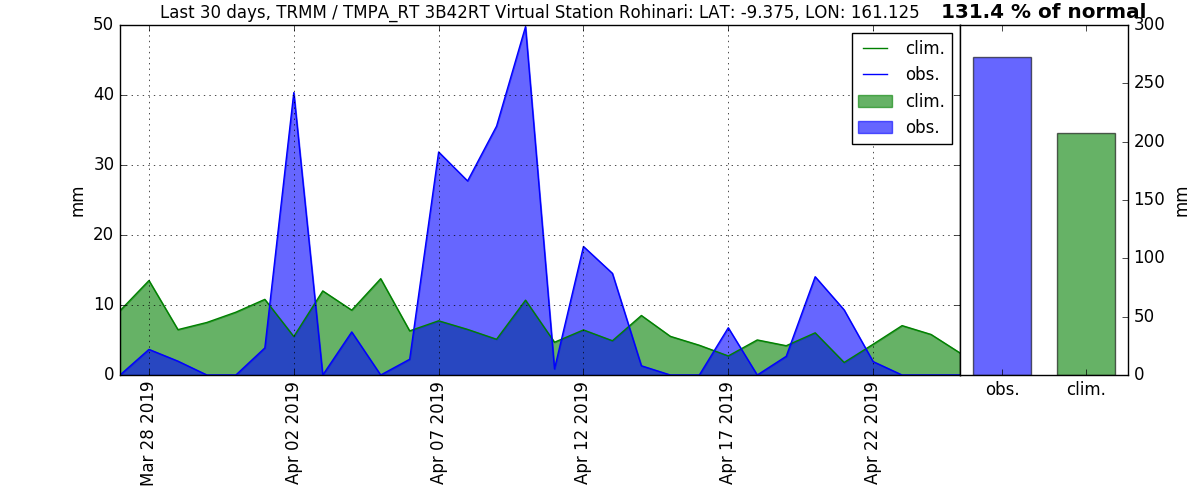 Last 30 days, TRMM / TMPA_RT 3B42RT Virtual Station Rohinari: LAT: -9.375, LON: 161.125
131.4 % of normal
50
40
30
20
10
0
mm
clim.
obs.
clim.
obs.
Mar 28 2019
Apr 02 2019
Apr 07 2019
Apr 12 2019
Apr 17 2019
Apr 22 2019
300
250
200
150
100
50
0
mm
obs.
clim.